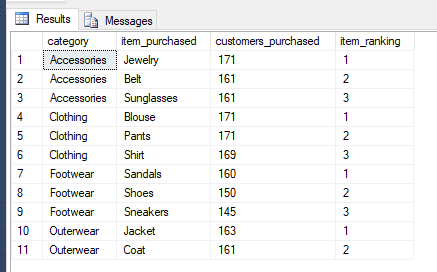 Results Messages
category item_purchased customers_purchased item_ranking
1 Accessories Jewelry 171 1
2 Accessories Belt 161 2
3 Accessories Sunglasses 161 3
4 Clothing Blouse 171 1
5 Clothing Pants 171 2
6 Clothing Shirt 169 3
7 Footwear Sandals 160 1
8 Footwear Shoes 150 2
9 Footwear Sneakers 145 3
10 Outerwear Jacket 163 1
11 Outerwear Coat 161 2